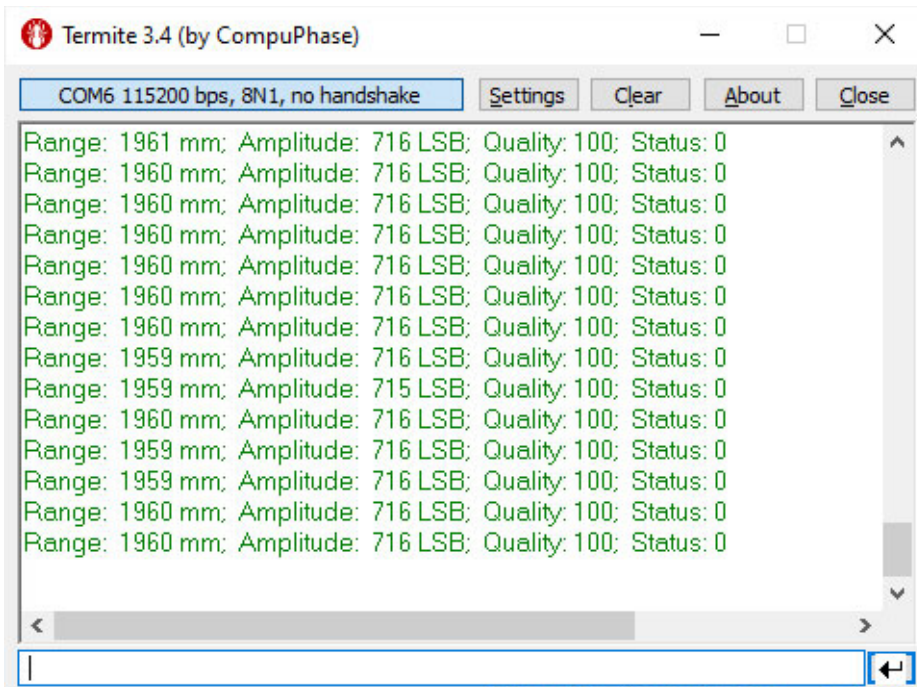 Termite 3.4 (by CompuPhase)
COM6 115200 bps, 8N1, no handshake Settings Clear About Close
Range: 1961 mm; Amplitude: 716 LSB; Quality: 100; Status: 0
Range: 1960 mm; Amplitude: 716 LSB; Quality: 100; Status: 0
Range: 1960 mm; Amplitude: 716 LSB; Quality: 100; Status: 0
Range: 1960 mm; Amplitude: 716 LSB; Quality: 100; Status: 0
Range: 1960 mm; Amplitude: 716 LSB; Quality: 100; Status: 0
Range: 1960 mm; Amplitude: 716 LSB; Quality: 100; Status: 0
Range: 1960 mm; Amplitude: 716 LSB; Quality: 100; Status: 0
Range: 1959 mm; Amplitude: 716 LSB; Quality: 100; Status: 0
Range: 1959 mm; Amplitude: 715 LSB; Quality: 100; Status: 0
Range: 1960 mm; Amplitude: 716 LSB; Quality: 100; Status: 0
Range: 1959 mm; Amplitude: 716 LSB; Quality: 100; Status: 0
Range: 1959 mm; Amplitude: 716 LSB; Quality: 100; Status: 0
Range: 1960 mm; Amplitude: 716 LSB; Quality: 100; Status: 0
Range: 1960 mm; Amplitude: 716 LSB; Quality: 100; Status: 0